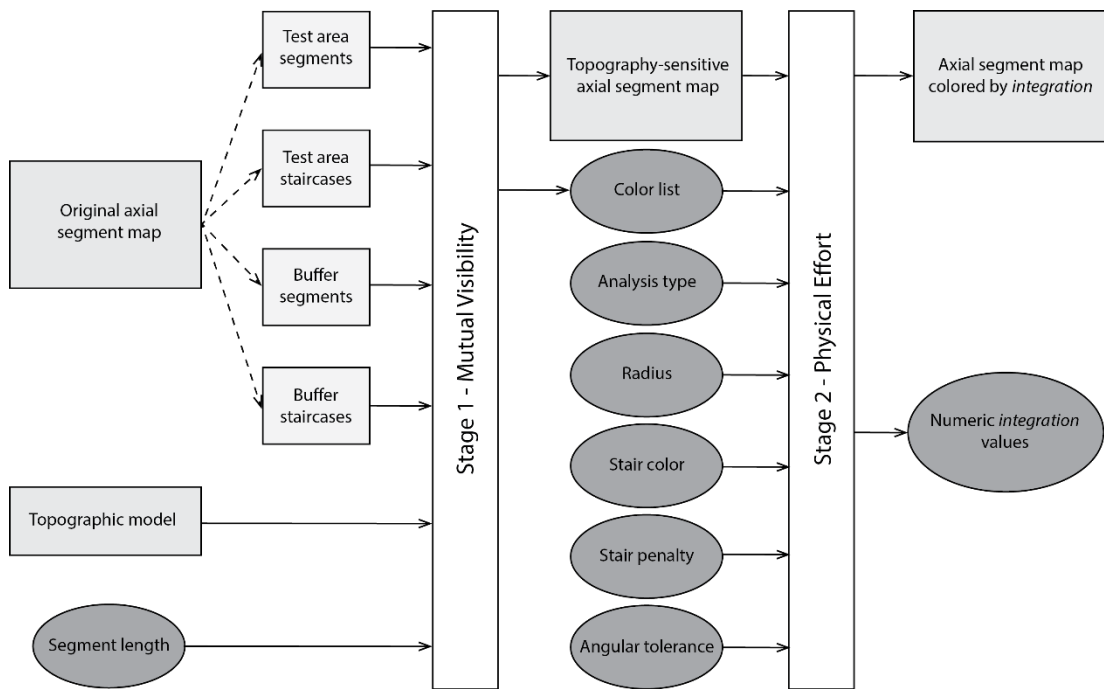 Original axial
segment map
Topographic model
Segment length
Test area
segments
Test area
staircases
Buffer
segments
Buffer
staircases
Stage 1 - Mutual Visibility
Topography-sensitive
axial segment map
Color list
Analysis type
Radius
Stair color
Stair penalty
Angular tolerance
Stage 2 - Physical Effort
Axial segment map
colored by integration
Numeric integration
values